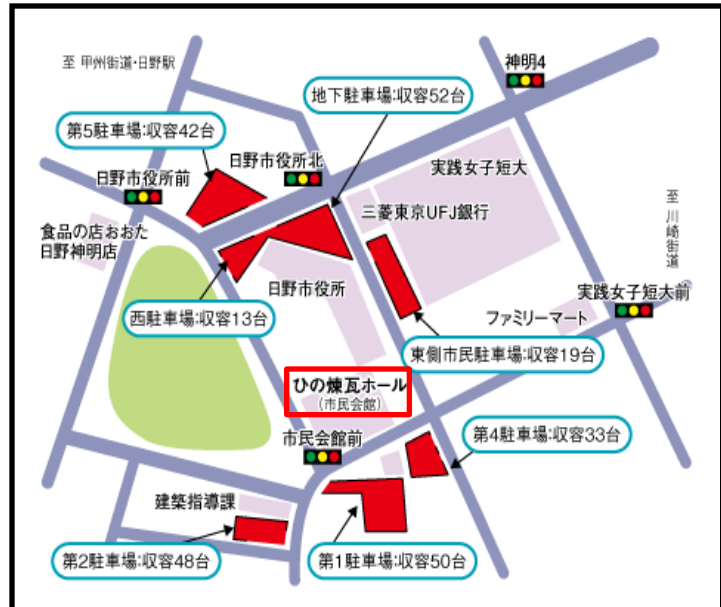 至 甲州街道・日野駅
神明4
地下駐車場:収容52台
第5駐車場:収容42台
日野市役所北
実践女子短大
日野市役所前
三菱東京UFJ銀行
至 川崎街道
食品の店おおた
日野神明店
日野市役所
実践女子短大前
西駐車場:収容13台
ファミリーマート
東側市民駐車場:収容19台
ひの煉瓦ホール
(市民会館)
市民会館前
第4駐車場:収容33台
建築指導課
第2駐車場:収容48台
第1駐車場:収容50台